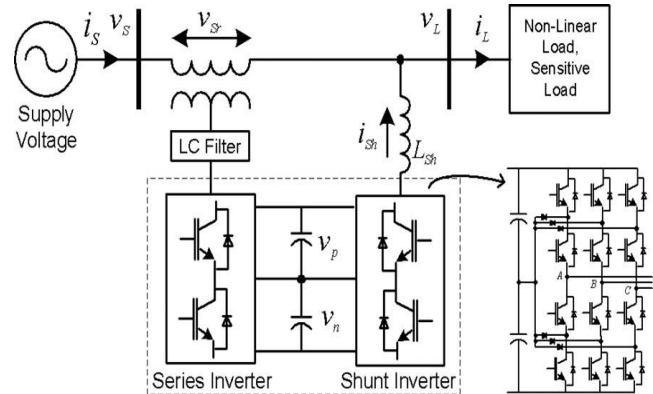 i_S
v_S
v_Sr
v_L
i_L
Non-Linear
Load,
Sensitive
Load
Supply
Voltage
LC Filter
i_Sh
L_Sh
v_p
v_n
A
B
C
Series Inverter
Shunt Inverter